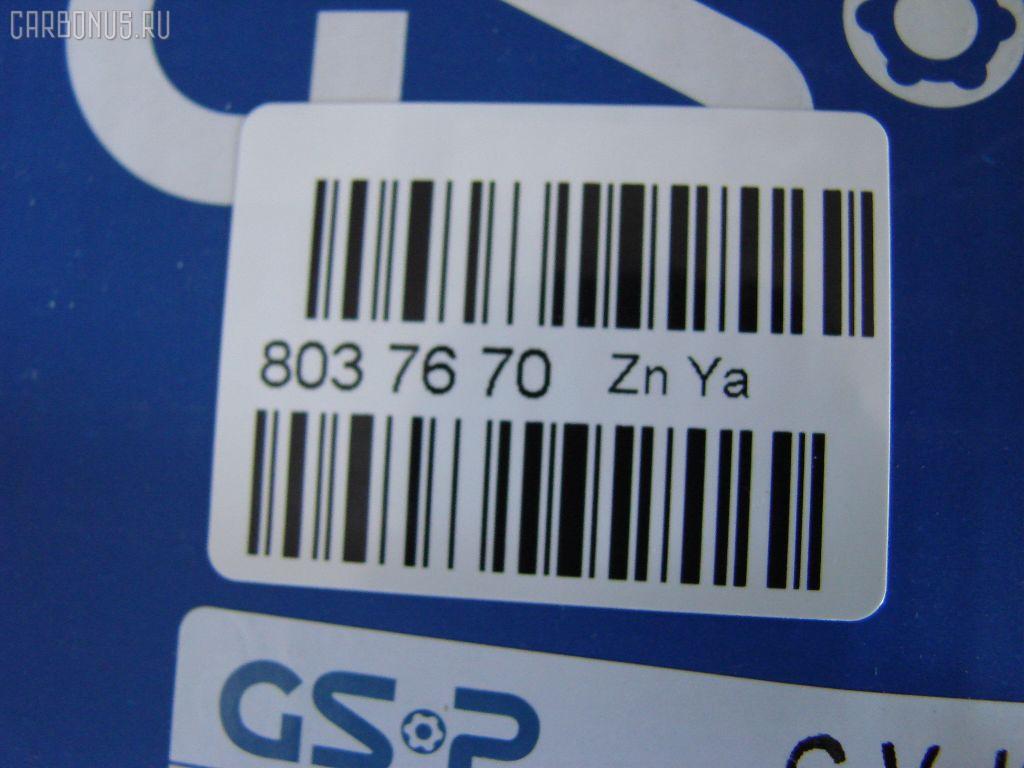 CARBONUS.RU
803 76 70 Zn Ya
GSP